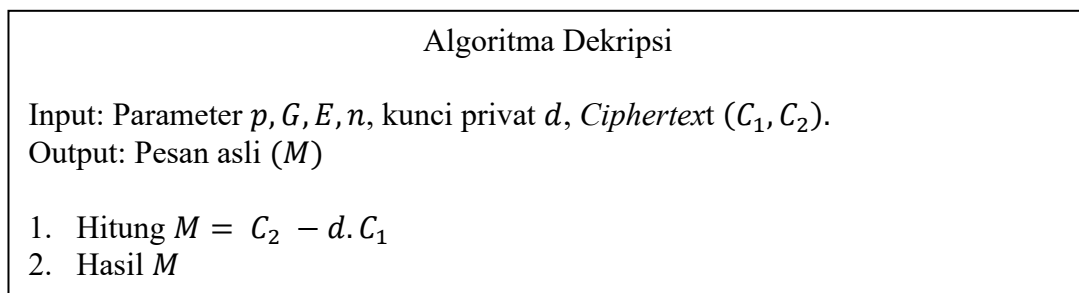 Algoritma Dekripsi
Input: Parameter 𝑝, 𝐺, 𝐸, 𝑛, kunci privat 𝑑, Ciphertext (𝐶₁, 𝐶₂).
Output: Pesan asli (𝑀)
1. Hitung 𝑀 = 𝐶₂ − 𝑑. 𝐶₁
2. Hasil 𝑀